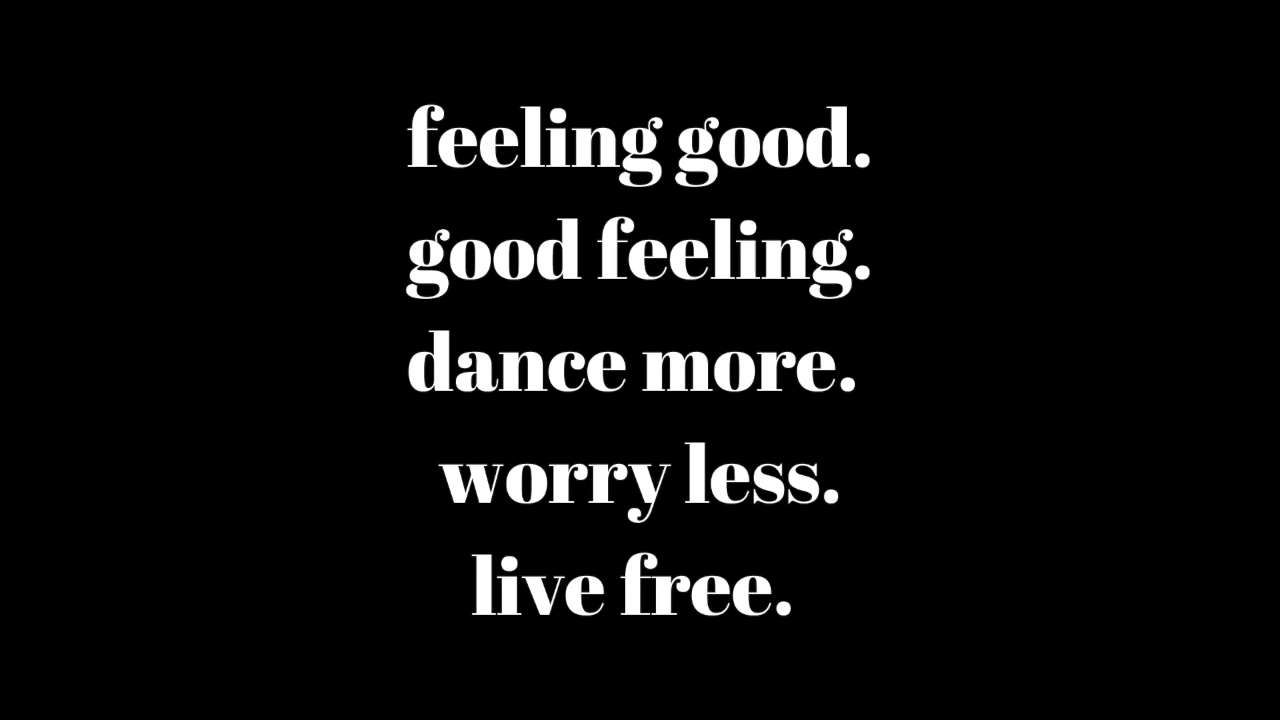 feeling good.
good feeling.
dance more.
worry less.
live free.